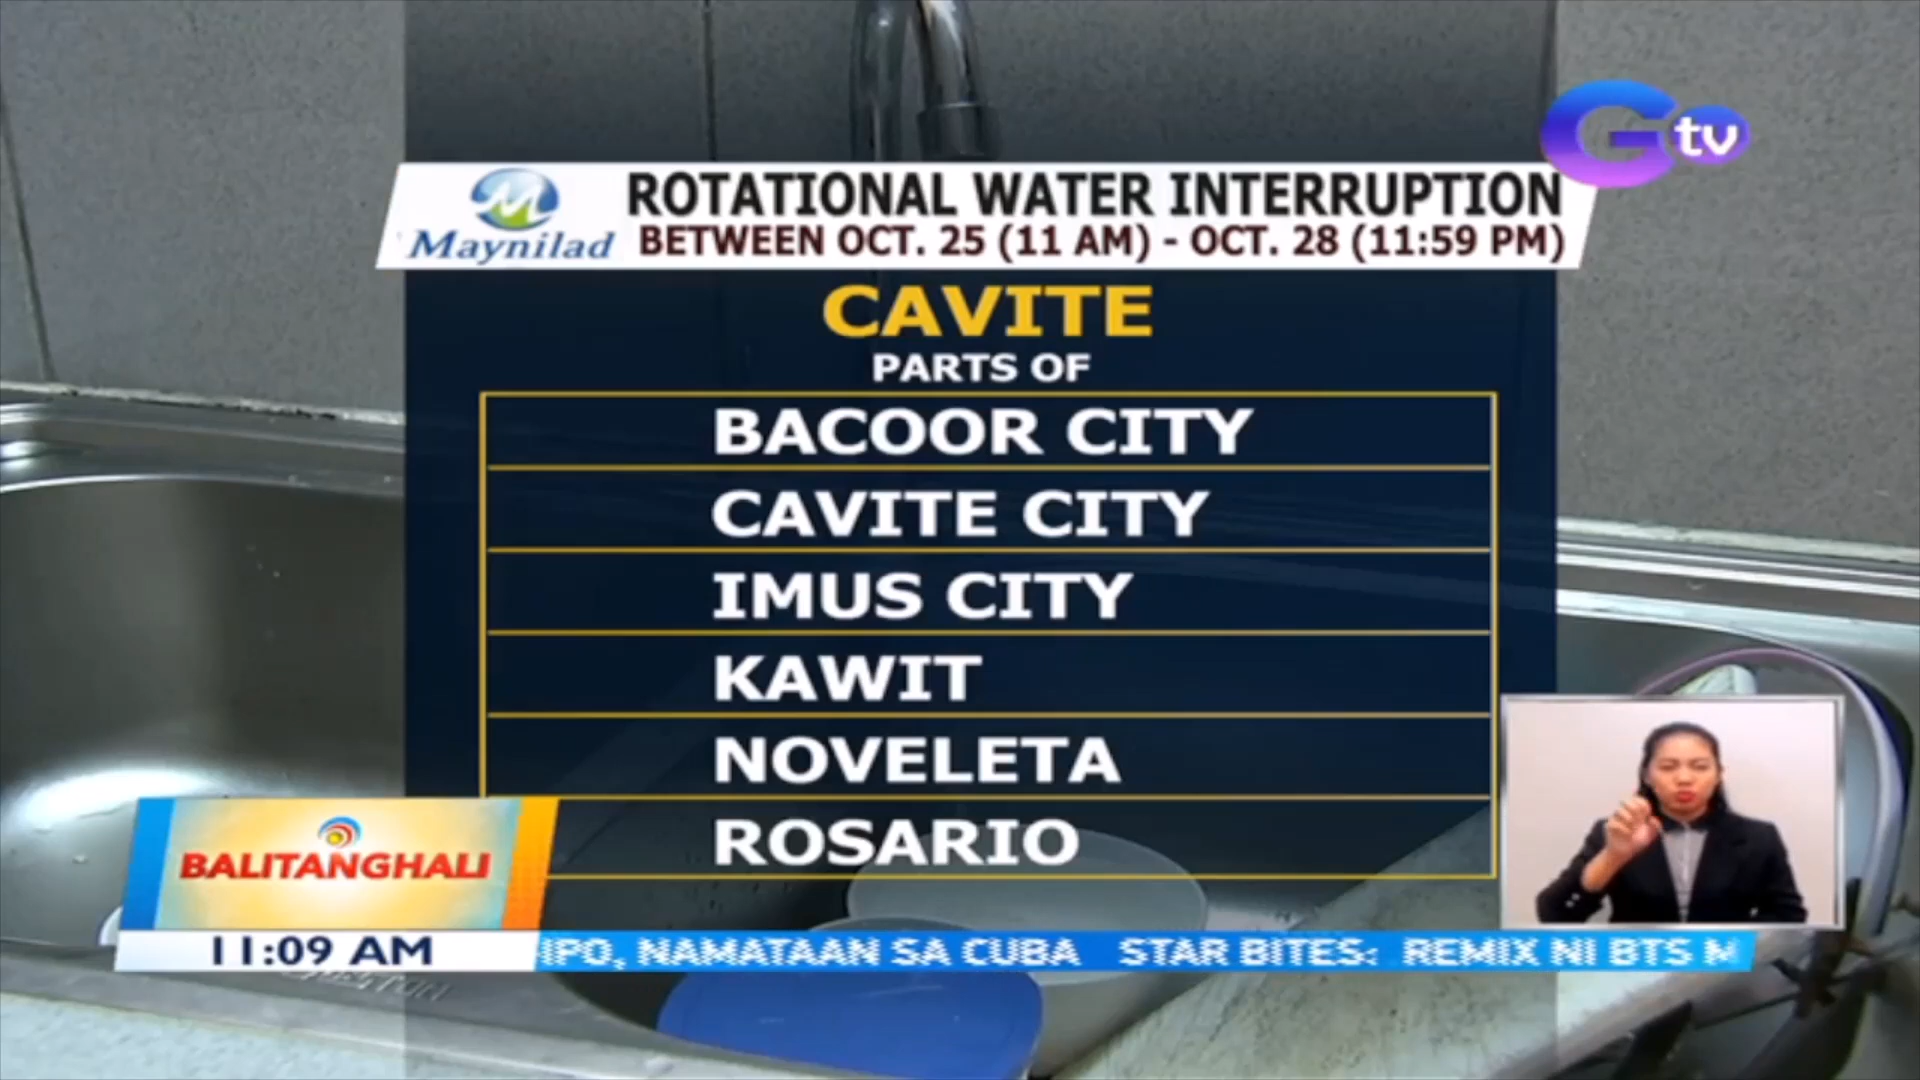 Gtv
Maynilad
ROTATIONAL WATER INTERRUPTION
BETWEEN OCT. 25 (11 AM) - OCT. 28 (11:59 PM)
CAVITE
PARTS OF
BACOOR CITY
CAVITE CITY
IMUS CITY
KAWIT
NOVELETA
ROSARIO
BALITANGHALI
11:09 AM
IPO, NAMATAAN SA CUBA STAR BITES: REMIX NI BTS M